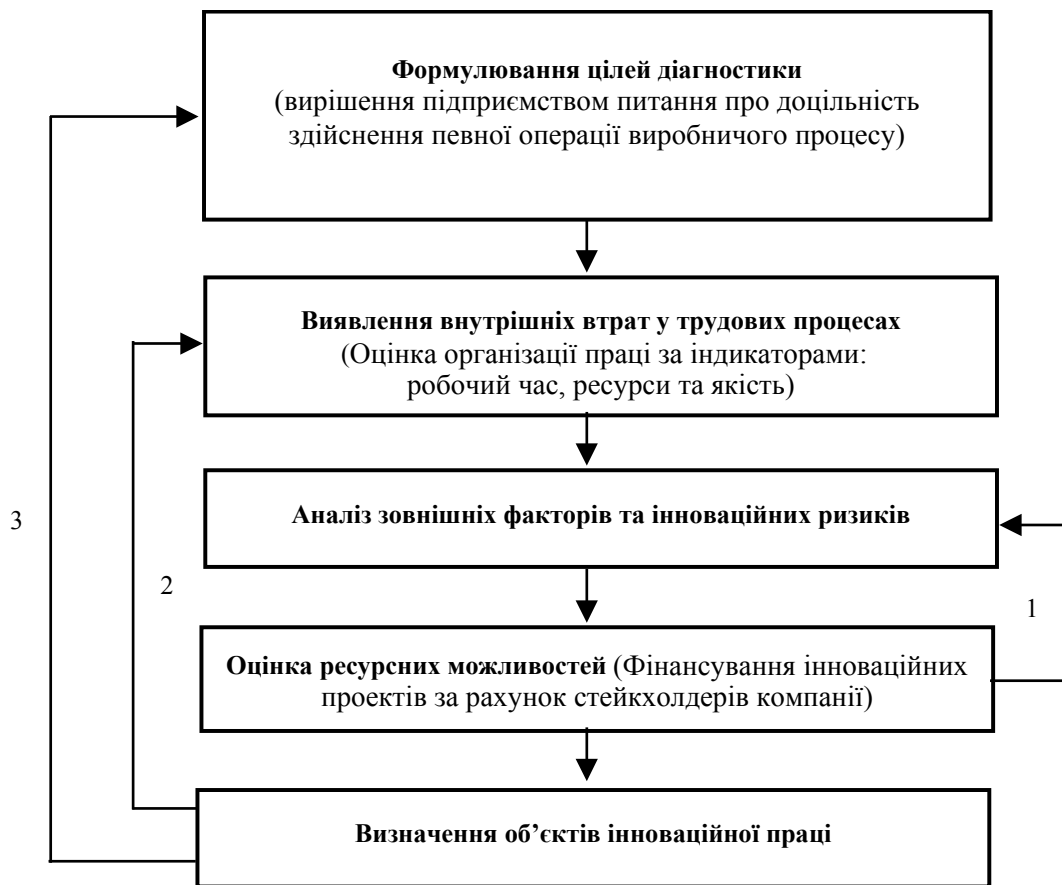 Формулювання цілей діагностики
(вирішення підприємством питання про доцільність
здійснення певної операції виробничого процесу)
Виявлення внутрішніх втрат у трудових процесах
(Оцінка організації праці за індикаторами:
робочий час, ресурси та якість)
Аналіз зовнішніх факторів та інноваційних ризиків
3
2
1
Оцінка ресурсних можливостей (Фінансування інноваційних
проектів за рахунок стейкхолдерів компанії)
Визначення об’єктів інноваційної праці